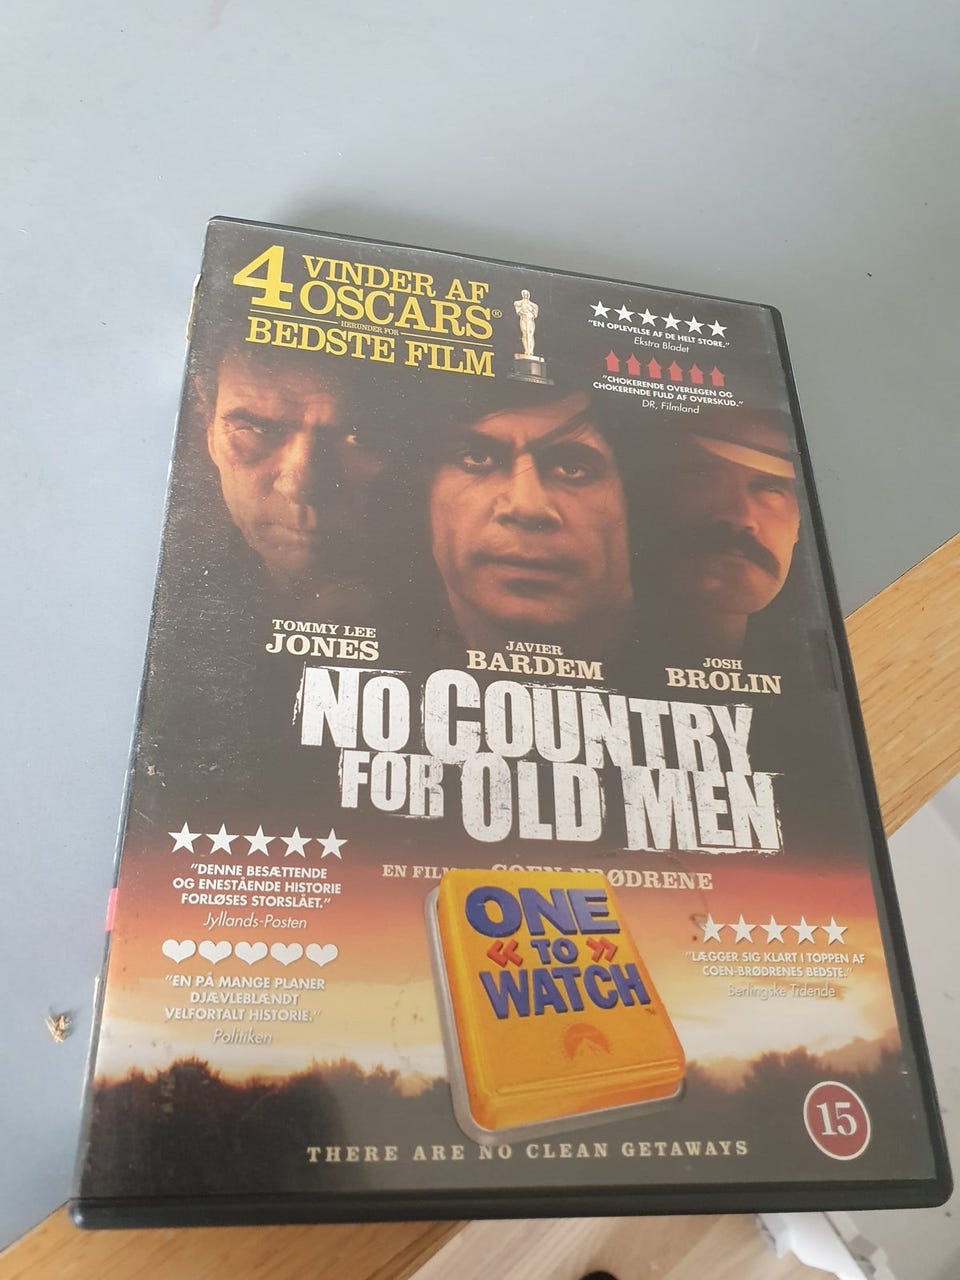 4 VINDER AF
OSCARS®
HERUNDER FOR
BEDSTE FILM
"EN OPLEVELSE AF DE HELT STORE."
Ekstra Bladet
"CHOKERENDE OVERLEGEN OG
CHOKERENDE FULD AF OVERSKUD."
DR, Filmland
TOMMY LEE
JONES
JAVIER
BARDEM
JOSH
BROLIN
NO COUNTRY
FOR OLD MEN
EN FILM COEN-BRØDRENE
"DENNE BESÆTTENDE
OG ENESTÅENDE HISTORIE
FORLØSES STORSLÅET."
Jyllands-Posten
"EN PÅ MANGE PLANER
DJÆVLEBLÆNDT
VELFORTALT HISTORIE."
Politiken
ONE
« TO »
WATCH™
"LÆGGER SIG KLART I TOPPEN AF
COEN-BRØDRENES BEDSTE."
Berlingske Tidende
15
THERE ARE NO CLEAN GETAWAYS